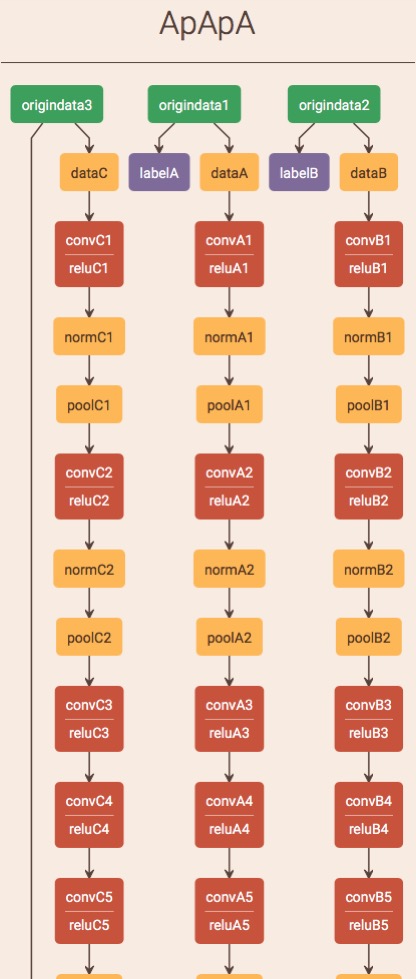 ApApA
origindata3 origindata1 origindata2
dataC labelA dataA labelB dataB
convC1 convA1 convB1
reluC1 reluA1 reluB1
normC1 normA1 normB1
poolC1 poolA1 poolB1
convC2 convA2 convB2
reluC2 reluA2 reluB2
normC2 normA2 normB2
poolC2 poolA2 poolB2
convC3 convA3 convB3
reluC3 reluA3 reluB3
convC4 convA4 convB4
reluC4 reluA4 reluB4
convC5 convA5 convB5
reluC5 reluA5 reluB5